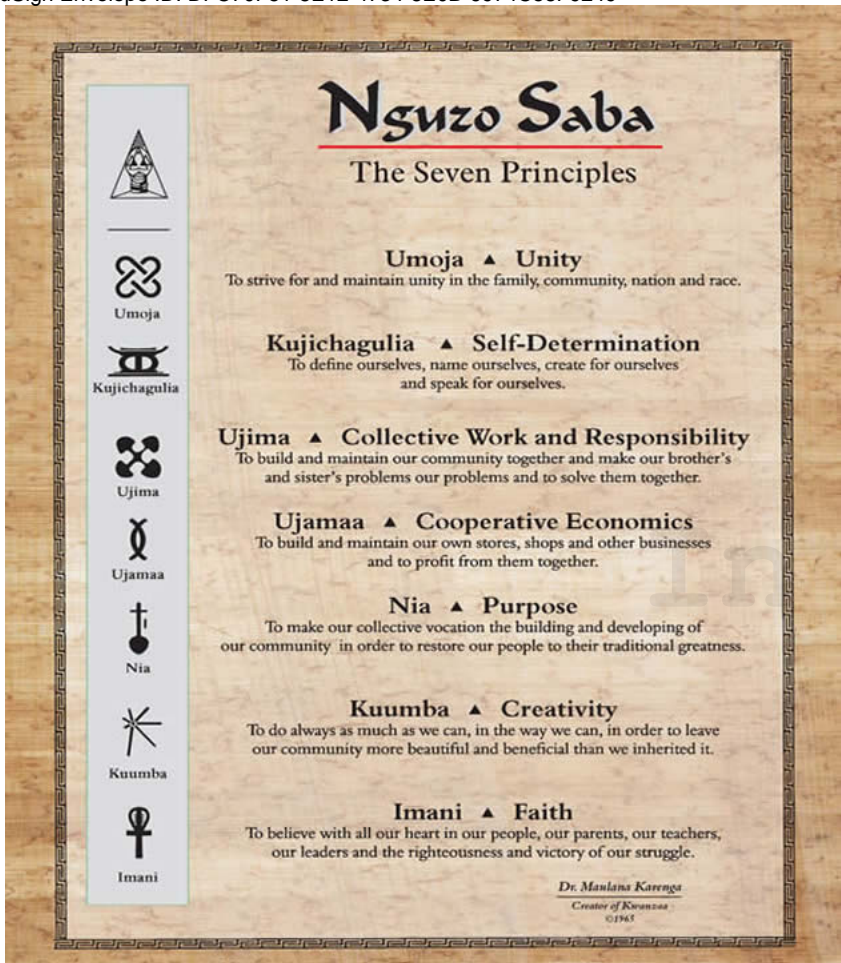 Nguzo Saba
The Seven Principles
Umoja ▲ Unity
To strive for and maintain unity in the family, community, nation and race.
Kujichagulia ▲ Self-Determination
To define ourselves, name ourselves, create for ourselves
and speak for ourselves.
Ujima ▲ Collective Work and Responsibility
To build and maintain our community together and make our brother's
and sister's problems our problems and to solve them together.
Ujamaa ▲ Cooperative Economics
To build and maintain our own stores, shops and other businesses
and to profit from them together.
Nia ▲ Purpose
To make our collective vocation the building and developing of
our community in order to restore our people to their traditional greatness.
Kuumba ▲ Creativity
To do always as much as we can, in the way we can, in order to leave
our community more beautiful and beneficial than we inherited it.
Imani ▲ Faith
To believe with all our heart in our people, our parents, our teachers,
our leaders and the righteousness and victory of our struggle.
Dr. Maulana Karenga
Creator of Kwanzaa
©1965
Umoja
Kujichagulia
Ujima
Ujamaa
Nia
Kuumba
Imani
In